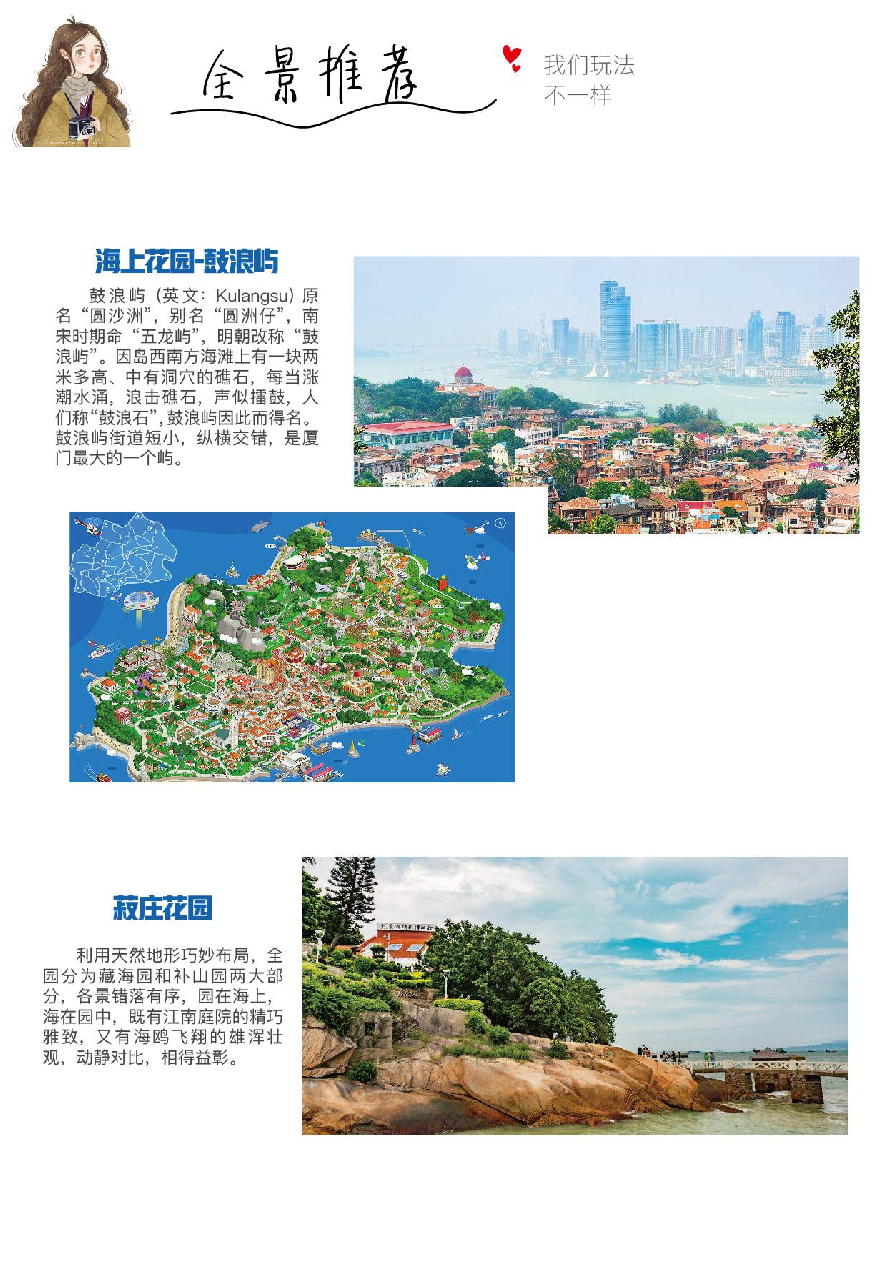 全景推荐
我们玩法
不一样
海上花园-鼓浪屿
鼓浪屿（英文：Kulangsu）原
名“圆沙洲”，别名“圆洲仔”，南
宋时期命“五龙屿”，明朝改称“鼓
浪屿”。因岛西南方海滩上有一块两
米多高、中有洞穴的礁石，每当涨
潮水涌，浪击礁石，声似擂鼓，人
们称“鼓浪石”,鼓浪屿因此而得名。
鼓浪屿街道短小，纵横交错，是厦
门最大的一个屿。
菽庄花园
利用天然地形巧妙布局，全
园分为藏海园和补山园两大部
分，各景错落有序，园在海上，
海在园中，既有江南庭院的精巧
雅致，又有海鸥飞翔的雄浑壮
观，动静对比，相得益彰。